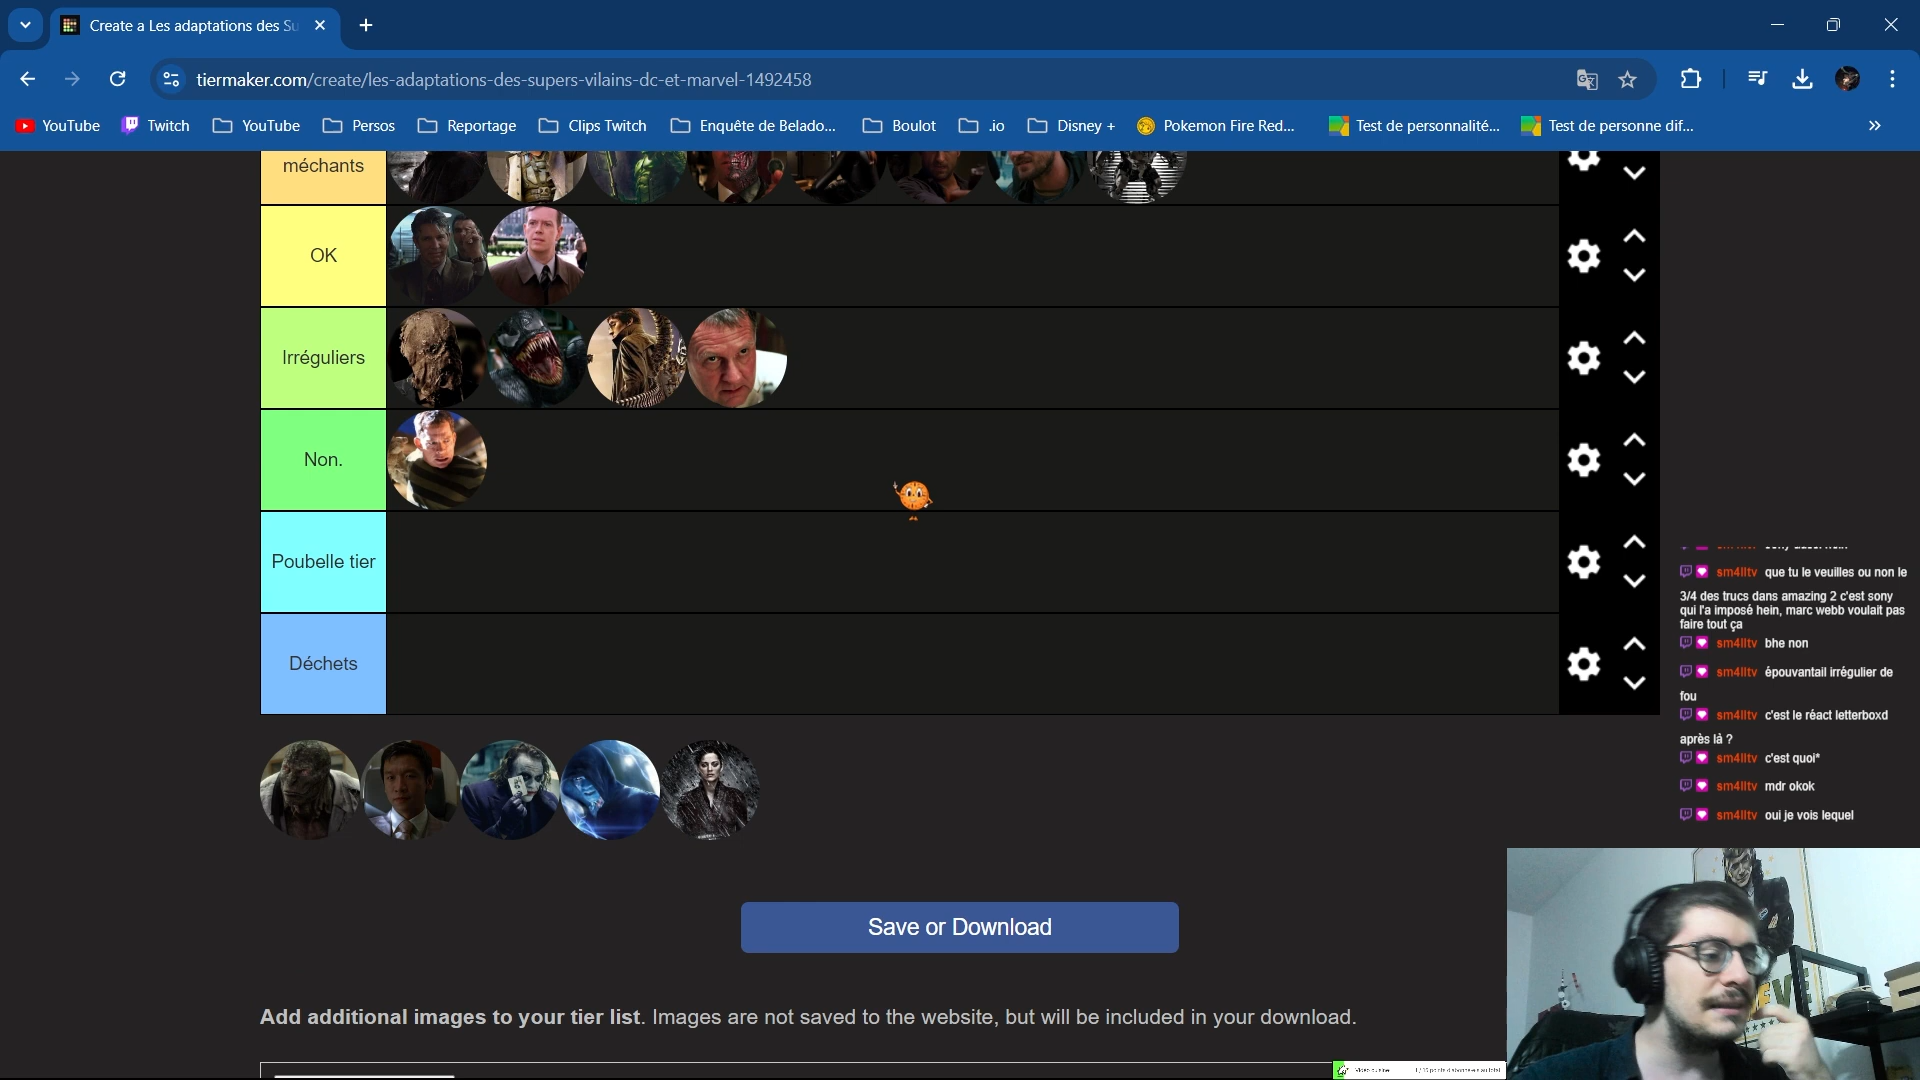 Create a Les adaptations des Su
tiermaker.com/create/les-adaptations-des-supers-vilains-dc-et-marvel-1492458
YouTube
Twitch
YouTube
Persos
Reportage
Clips Twitch
Enquête de Belado...
Boulot
.io
Disney +
Pokemon Fire Red...
Test de personnalité...
Test de personne dif...
méchants
OK
Irréguliers
Non.
Poubelle tier
Déchets
sm4lltv que tu le veuilles ou non le
3/4 des trucs dans amazing 2 c'est sony
qui l'a imposé hein, marc webb voulait pas
faire tout ça
sm4lltv bhe non
sm4lltv épouvantail irrégulier de
fou
sm4lltv c'est le réact letterboxd
après là ?
sm4lltv c'est quoi*
sm4lltv mdr okok
sm4lltv oui je vois lequel
Save or Download
Add additional images to your tier list. Images are not saved to the website, but will be included in your download.